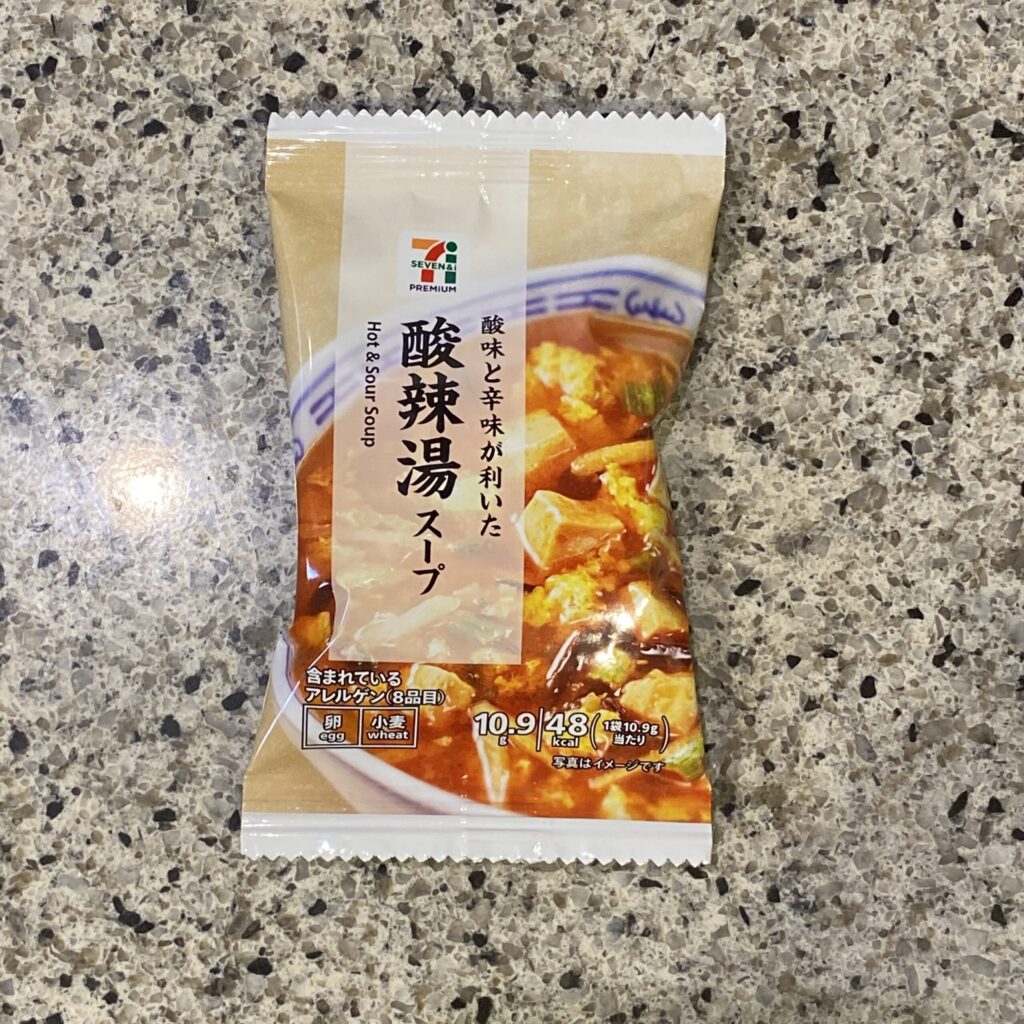 SEVEN&i
PREMIUM
酸味と辛味が利いた
酸辣湯スープ
Hot & Sour Soup
含まれている
アレルゲン(8品目)
卵 小麦
egg wheat
10.9g 48kcal (1袋10.9g当たり)
写真はイメージです